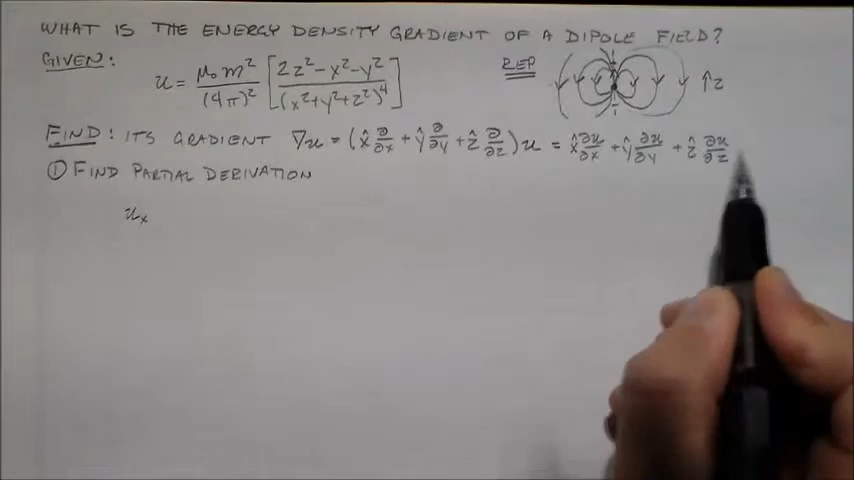 WHAT IS THE ENERGY DENSITY GRADIENT OF A DIPOLE FIELD?
GIVEN:
u = μ₀m²/(4π)² [2z²-x²-y²/(x²+y²+z²)⁴]
REP
↑z
FIND: ITS GRADIENT ∇u = (x̂ ∂/∂x + ŷ ∂/∂y + ẑ ∂/∂z)u = x̂ ∂u/∂x + ŷ ∂u/∂y + ẑ ∂u/∂z
① FIND PARTIAL DERIVATION
uₓ